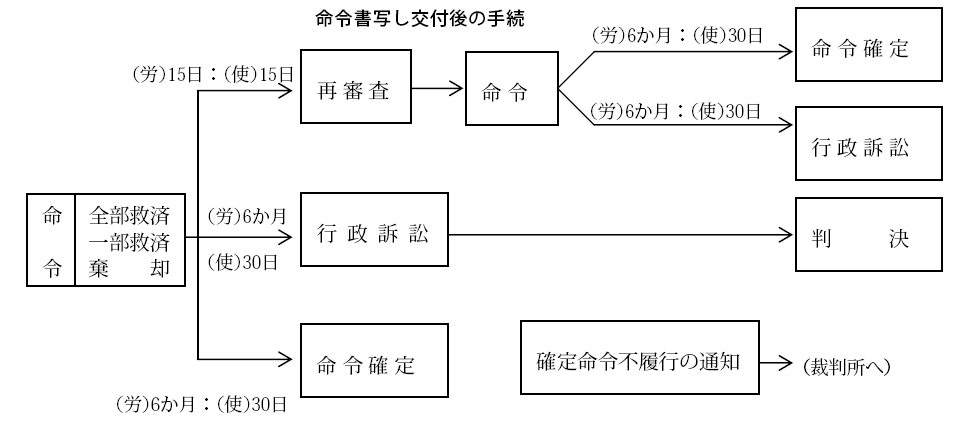 命令書写し交付後の手続
(労)6か月：(使)30日
命令確定
(労)15日：(使)15日
再審査
命令
(労)6か月：(使)30日
行政訴訟
命令
全部救済
一部救済
棄却
(労)6か月
(使)30日
行政訴訟
判決
命令確定
(労)6か月：(使)30日
確定命令不履行の通知
(裁判所へ)